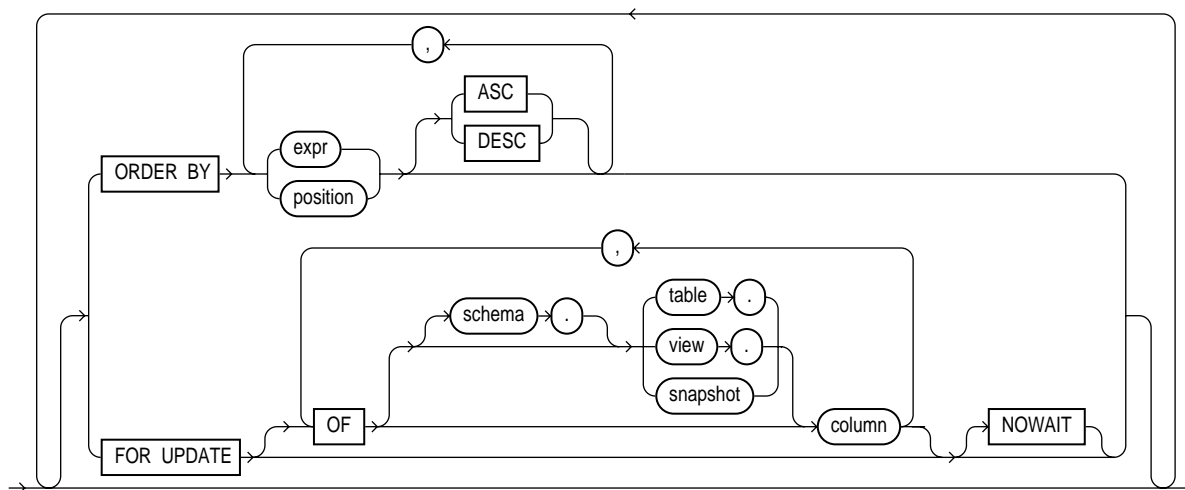 ,
ASC
expr
DESC
ORDER BY
position
,
table .
schema .
view .
snapshot
OF
column
NOWAIT
FOR UPDATE